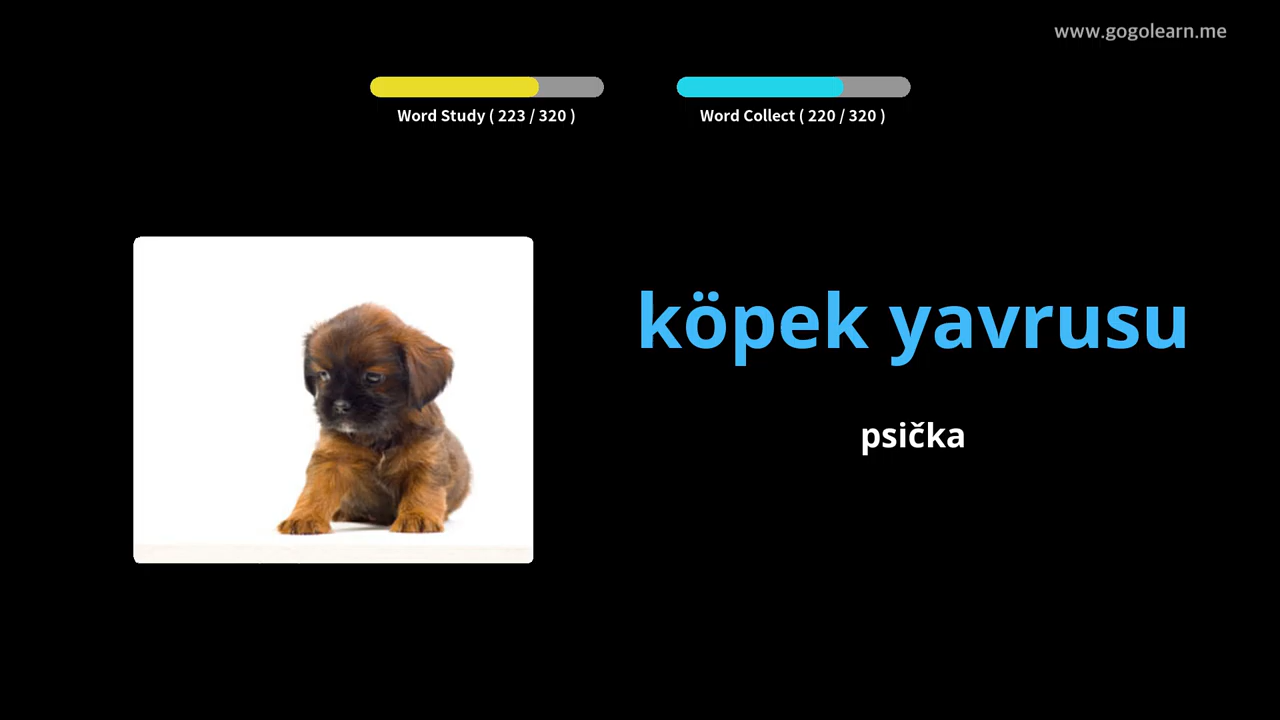 www.gogolearn.me
Word Study ( 223 / 320 )
Word Collect ( 220 / 320 )
köpek yavrusu
psička